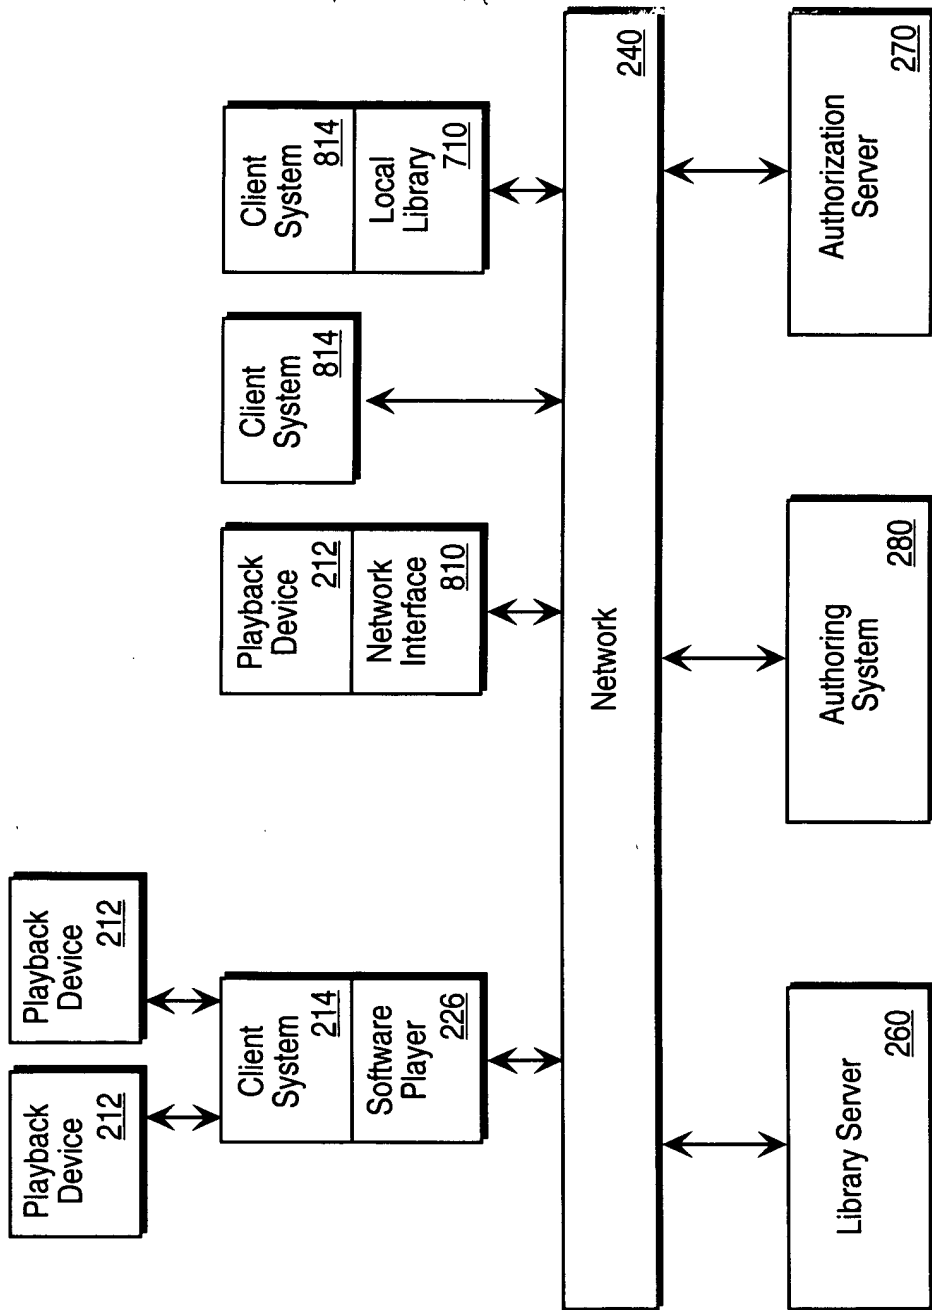 Playback
Device
212
Playback
Device
212
Client
System
214
Software
Player
226
Playback
Device
212
Network
Interface
810
Client
System
814
Client
System
814
Local
Library
710
Network
240
Library Server
260
Authoring
System
280
Authorization
Server
270